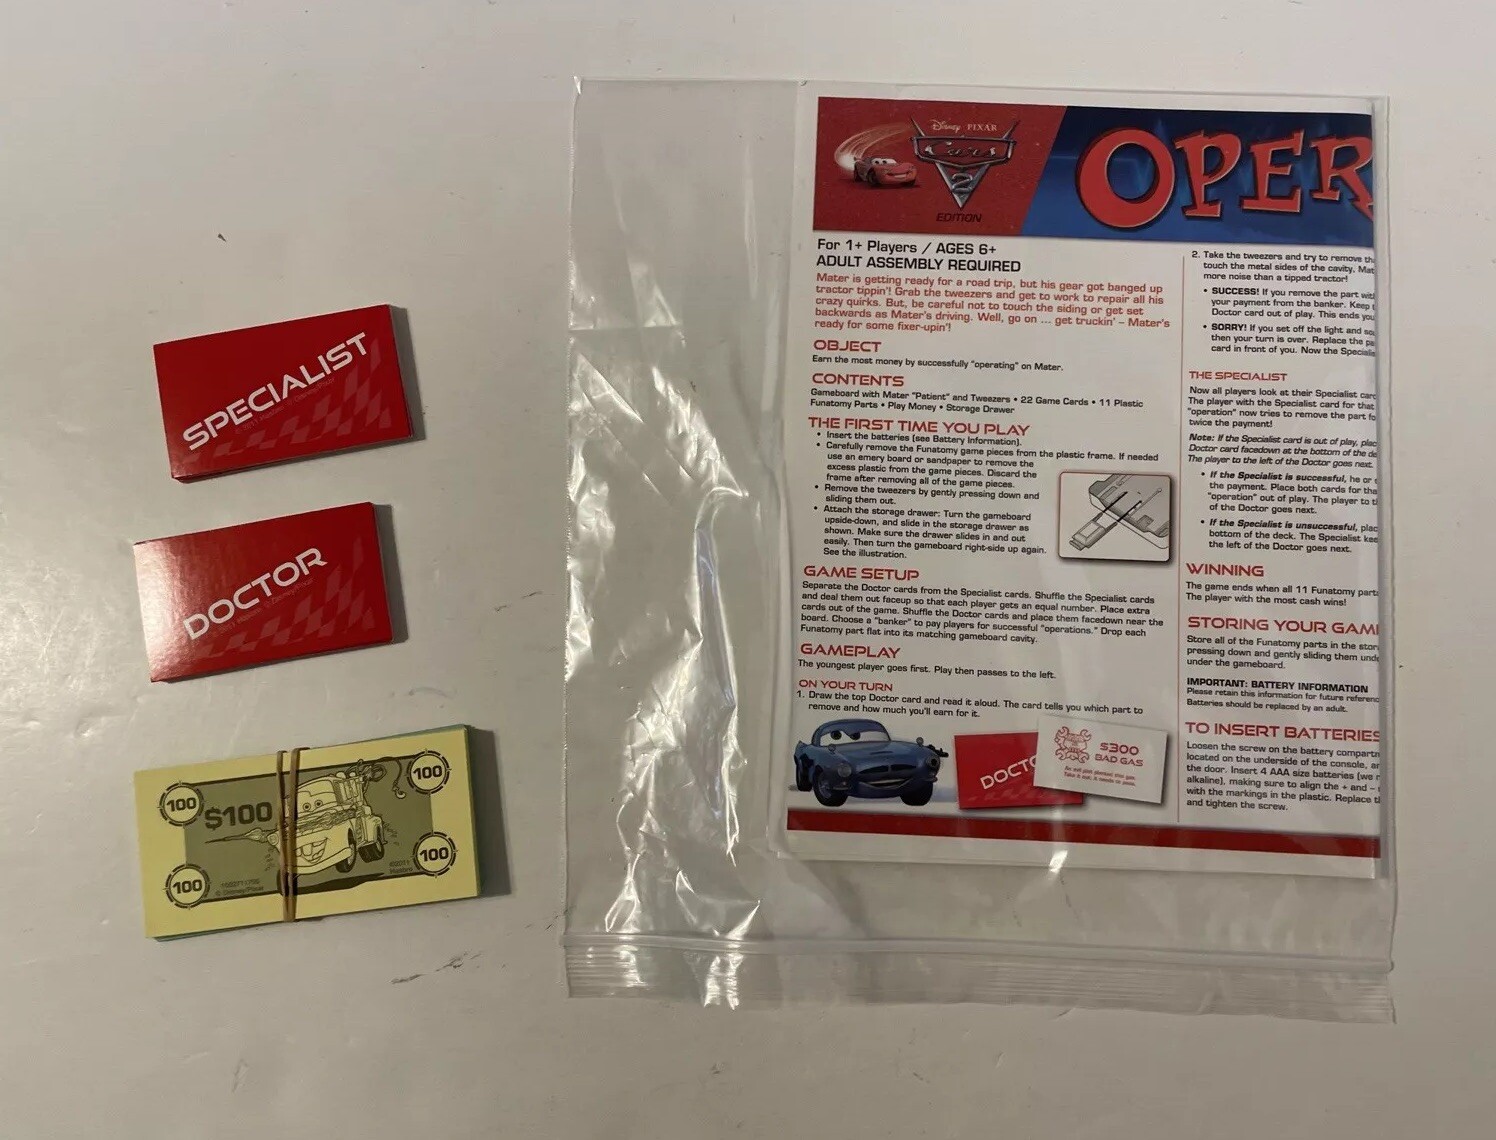 SPECIALIST
DOCTOR
100
$100
100
100
100
©2011
Hasbro
© Disney/Pixar
Disney PIXAR
Cars
2
EDITION
OPER
For 1+ Players / AGES 6+
ADULT ASSEMBLY REQUIRED
Mater is getting ready for a road trip, but his gear got banged up
tractor tippin'! Grab the tweezers and get to work to repair all his
crazy quirks. But, be careful not to touch the siding or get set
backwards as Mater's driving. Well, go on ... get truckin' – Mater's
ready for some fixer-upin'!
OBJECT
Earn the most money by successfully "operating" on Mater.
CONTENTS
Gameboard with Mater "Patient" and Tweezers • 22 Game Cards • 11 Plastic
Funatomy Parts • Play Money • Storage Drawer
THE FIRST TIME YOU PLAY
• Insert the batteries (see Battery Information).
• Carefully remove the Funatomy game pieces from the plastic frame. If needed
use an emery board or sandpaper to remove the
excess plastic from the game pieces. Discard the
frame after removing all of the game pieces.
• Remove the tweezers by gently pressing down and
sliding them out.
• Attach the storage drawer: Turn the gameboard
upside-down, and slide in the storage drawer as
shown. Make sure the drawer slides in and out
easily. Then turn the gameboard right-side up again.
See the illustration.
GAME SETUP
Separate the Doctor cards from the Specialist cards. Shuffle the Specialist cards
and deal them out faceup so that each player gets an equal number. Place extra
cards out of the game. Shuffle the Doctor cards and place them facedown near the
board. Choose a "banker" to pay players for successful "operations." Drop each
Funatomy part flat into its matching gameboard cavity.
GAMEPLAY
The youngest player goes first. Play then passes to the left.
ON YOUR TURN
1. Draw the top Doctor card and read it aloud. The card tells you which part to
remove and how much you'll earn for it.
DOCTO
$300
BAD GAS
2. Take the tweezers and try to remove th
touch the metal sides of the cavity. Mat
more noise than a tipped tractor!
• SUCCESS! If you remove the part wit
your payment from the banker. Keep
Doctor card out of play. This ends you
• SORRY! If you set off the light and so
then your turn is over. Replace the pa
card in front of you. Now the Speciali
THE SPECIALIST
Now all players look at their Specialist car
The player with the Specialist card for that
"operation" now tries to remove the part fo
twice the payment!
Note: If the Specialist card is out of play, plac
Doctor card facedown at the bottom of the de
The player to the left of the Doctor goes next.
• If the Specialist is successful, he or
the payment. Place both cards for the
"operation" out of play. The player to t
of the Doctor goes next.
• If the Specialist is unsuccessful, plac
bottom of the deck. The Specialist kee
the left of the Doctor goes next.
WINNING
The game ends when all 11 Funatomy part
The player with the most cash wins!
STORING YOUR GAM
Store all of the Funatomy parts in the stor
pressing down and gently sliding them und
under the gameboard.
IMPORTANT: BATTERY INFORMATION
Please retain this information for future referenc
Batteries should be replaced by an adult.
TO INSERT BATTERIES
Loosen the screw on the battery compartm
located on the underside of the console, an
the door. Insert 4 AAA size batteries (we r
alkaline), making sure to align the + and –
with the markings in the plastic. Replace t
and tighten the screw.